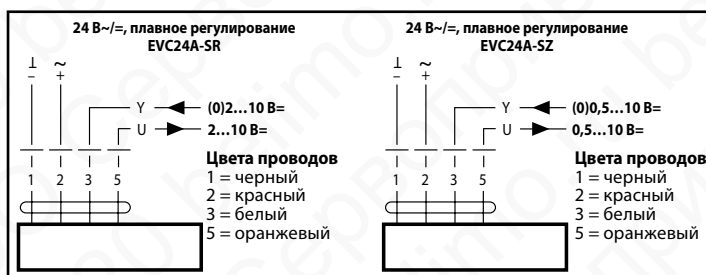 24 В~/=, плавное регулирование
EVC24A-SR
⊥ ~
– +
Y (0)2...10 В=
U 2...10 В=
1 2 3 5
Цвета проводов
1 = черный
2 = красный
3 = белый
5 = оранжевый
24 В~/=, плавное регулирование
EVC24A-SZ
⊥ ~
– +
Y (0)0,5...10 В=
U 0,5...10 В=
1 2 3 5
Цвета проводов
1 = черный
2 = красный
3 = белый
5 = оранжевый